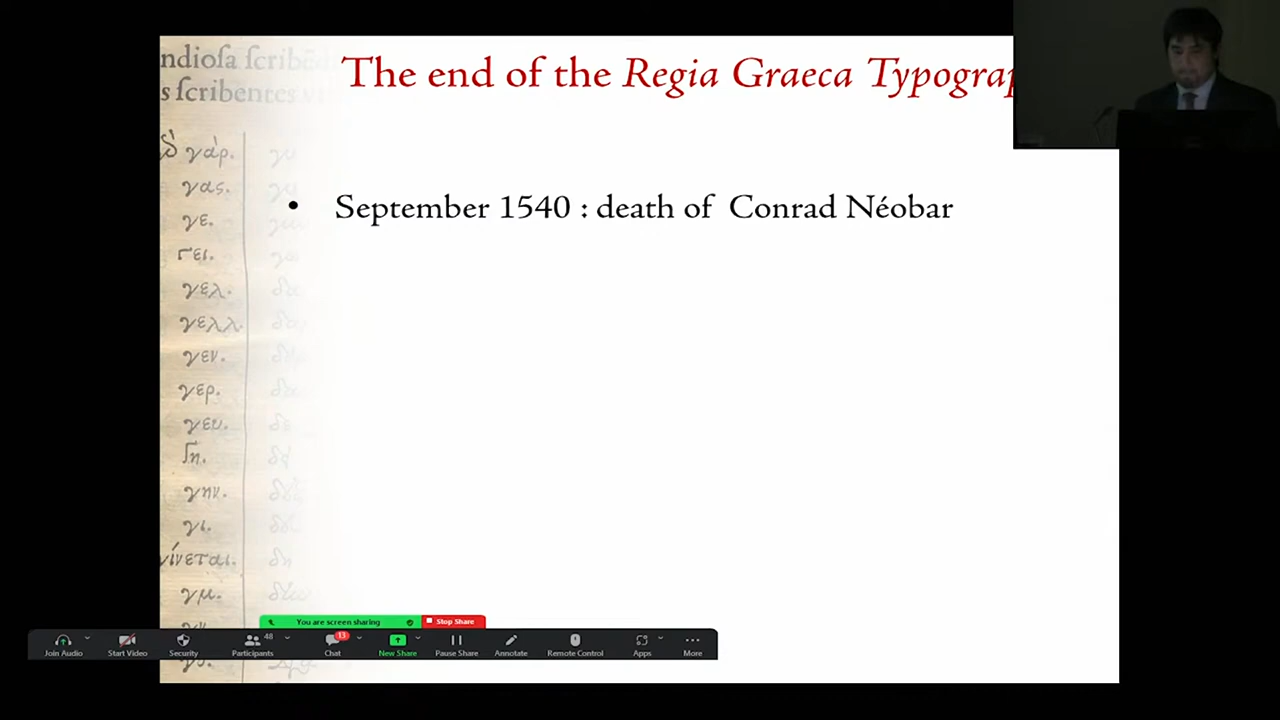 ndiosa scribe
s scribentes
The end of the Regia Graeca Typograp
• September 1540 : death of Conrad Néobar
γάρ.
γας.
γε.
γει.
γελ.
γελλ.
γεν.
γερ.
γευ.
γη.
γην.
γι.
γίνεται.
γμ.
You are screen sharing
Stop Share
48
13
Join Audio
Start Video
Security
Participants
Chat
New Share
Pause Share
Annotate
Remote Control
Apps
More